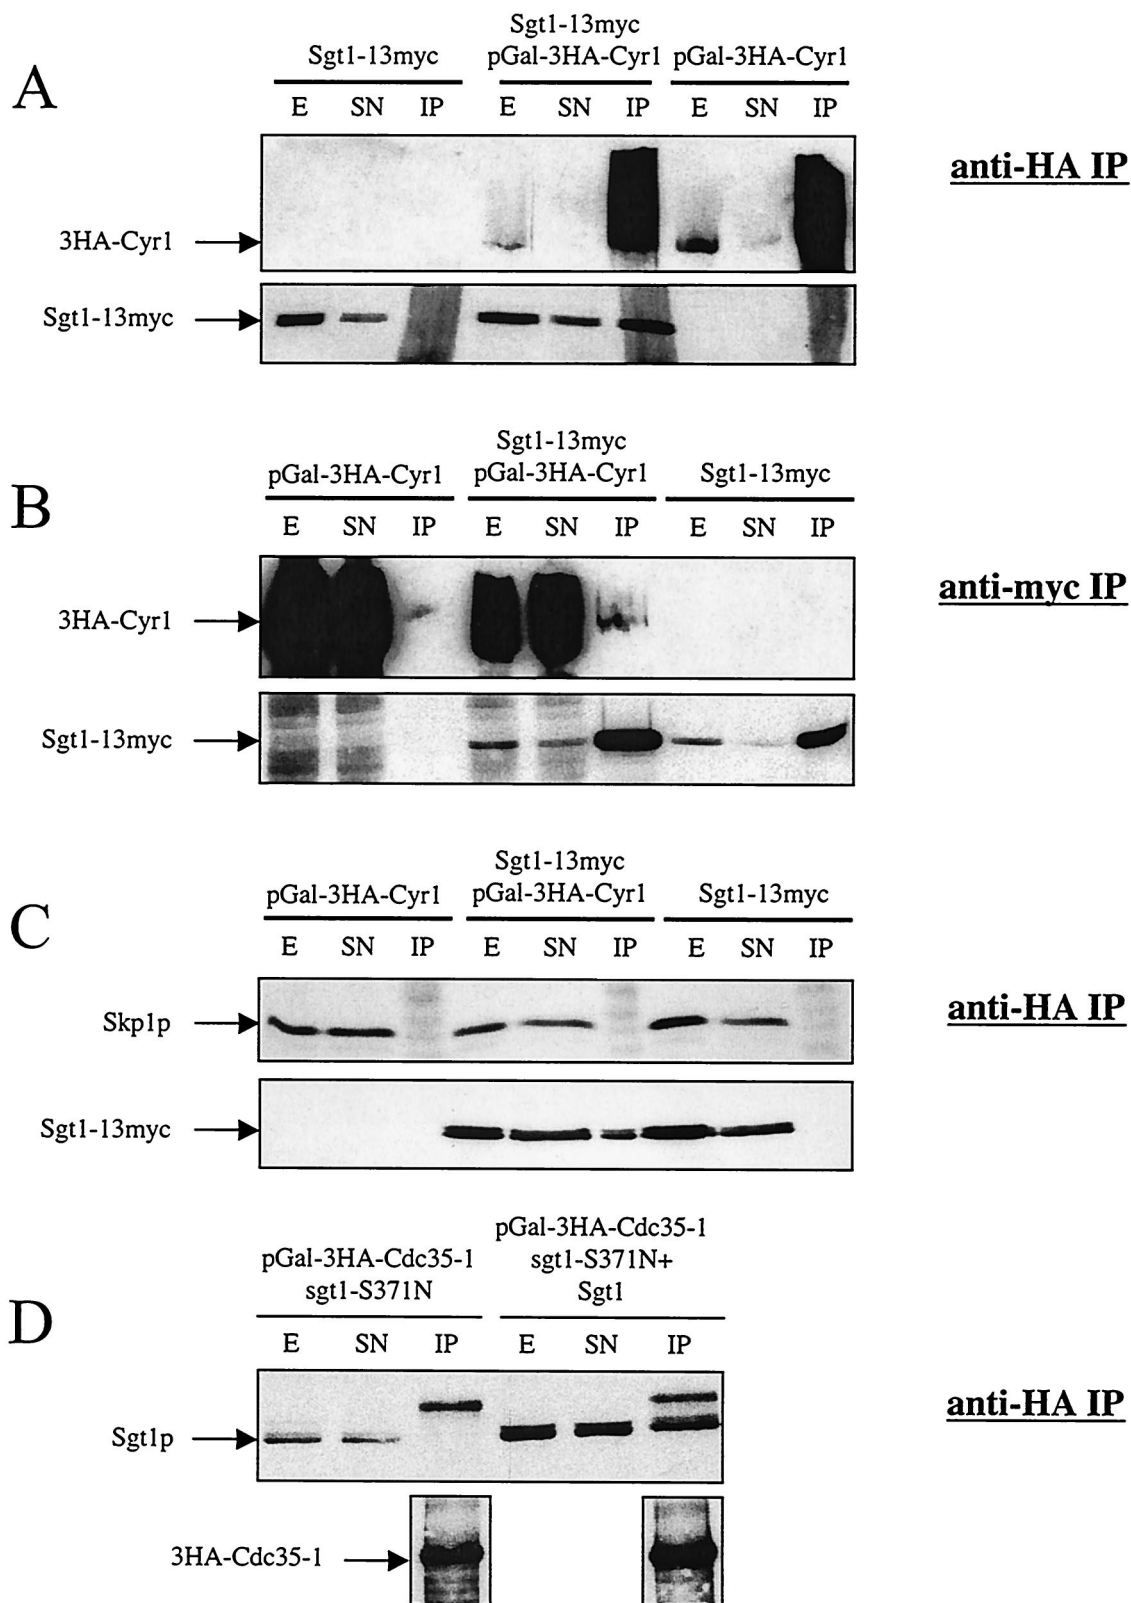 A
Sgt1-13myc
Sgt1-13myc
pGal-3HA-Cyr1
pGal-3HA-Cyr1
E SN IP E SN IP E SN IP
anti-HA IP
3HA-Cyr1
Sgt1-13myc
B
pGal-3HA-Cyr1
Sgt1-13myc
pGal-3HA-Cyr1
Sgt1-13myc
E SN IP E SN IP E SN IP
anti-myc IP
3HA-Cyr1
Sgt1-13myc
C
pGal-3HA-Cyr1
Sgt1-13myc
pGal-3HA-Cyr1
Sgt1-13myc
E SN IP E SN IP E SN IP
anti-HA IP
Skp1p
Sgt1-13myc
D
pGal-3HA-Cdc35-1
sgt1-S371N
pGal-3HA-Cdc35-1
sgt1-S371N+
Sgt1
E SN IP E SN IP
anti-HA IP
Sgt1p
3HA-Cdc35-1